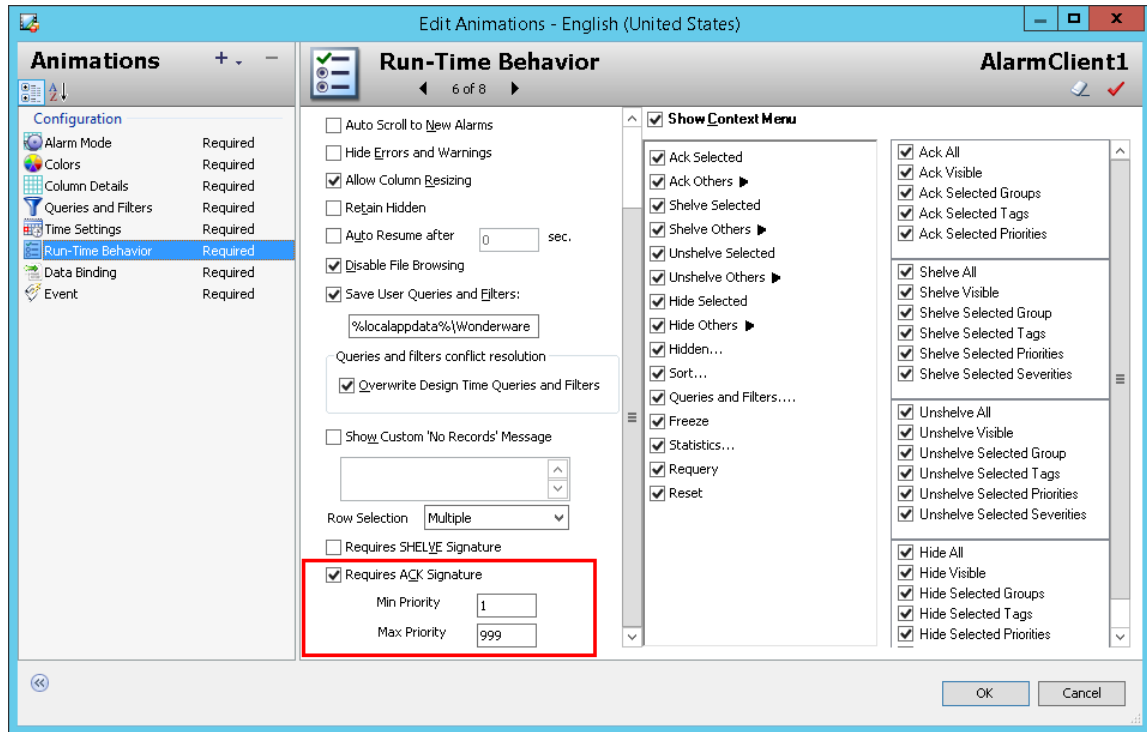 Edit Animations - English (United States)
Animations
Run-Time Behavior
6 of 8
AlarmClient1
Configuration
Alarm Mode Required
Colors Required
Column Details Required
Queries and Filters Required
Time Settings Required
Run-Time Behavior Required
Data Binding Required
Event Required
Auto Scroll to New Alarms
Hide Errors and Warnings
Allow Column Resizing
Retain Hidden
Auto Resume after 0 sec.
Disable File Browsing
Save User Queries and Filters:
%localappdata%\Wonderware
Queries and filters conflict resolution
Overwrite Design Time Queries and Filters
Show Custom 'No Records' Message
Row Selection Multiple
Requires SHELVE Signature
Requires ACK Signature
Min Priority 1
Max Priority 999
Show Context Menu
Ack Selected
Ack Others
Shelve Selected
Shelve Others
Unshelve Selected
Unshelve Others
Hide Selected
Hide Others
Hidden...
Sort...
Queries and Filters....
Freeze
Statistics...
Requery
Reset
Ack All
Ack Visible
Ack Selected Groups
Ack Selected Tags
Ack Selected Priorities
Shelve All
Shelve Visible
Shelve Selected Group
Shelve Selected Tags
Shelve Selected Priorities
Shelve Selected Severities
Unshelve All
Unshelve Visible
Unshelve Selected Group
Unshelve Selected Tags
Unshelve Selected Priorities
Unshelve Selected Severities
Hide All
Hide Visible
Hide Selected Groups
Hide Selected Tags
Hide Selected Priorities
OK
Cancel